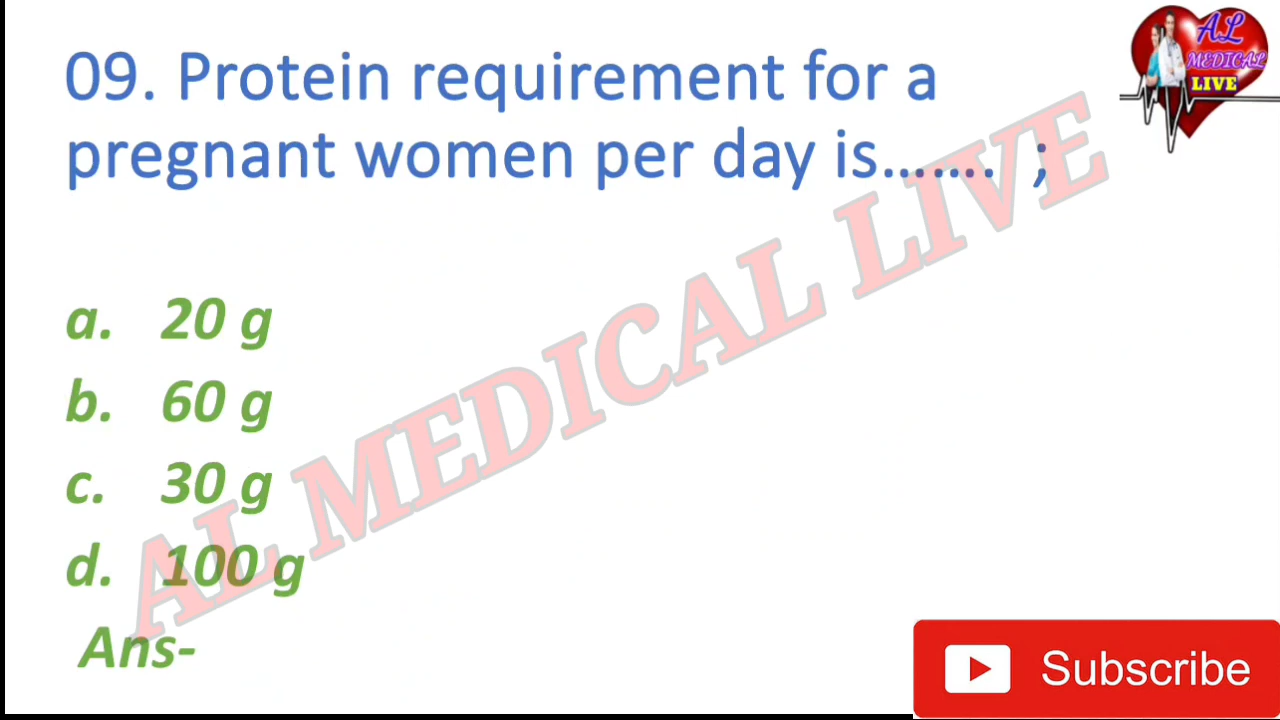 09. Protein requirement for a
pregnant women per day is....... ;
a. 20 g
b. 60 g
c. 30 g
d. 100 g
Ans-
AL MEDICAL LIVE
AL
MEDICAL
LIVE
Subscribe